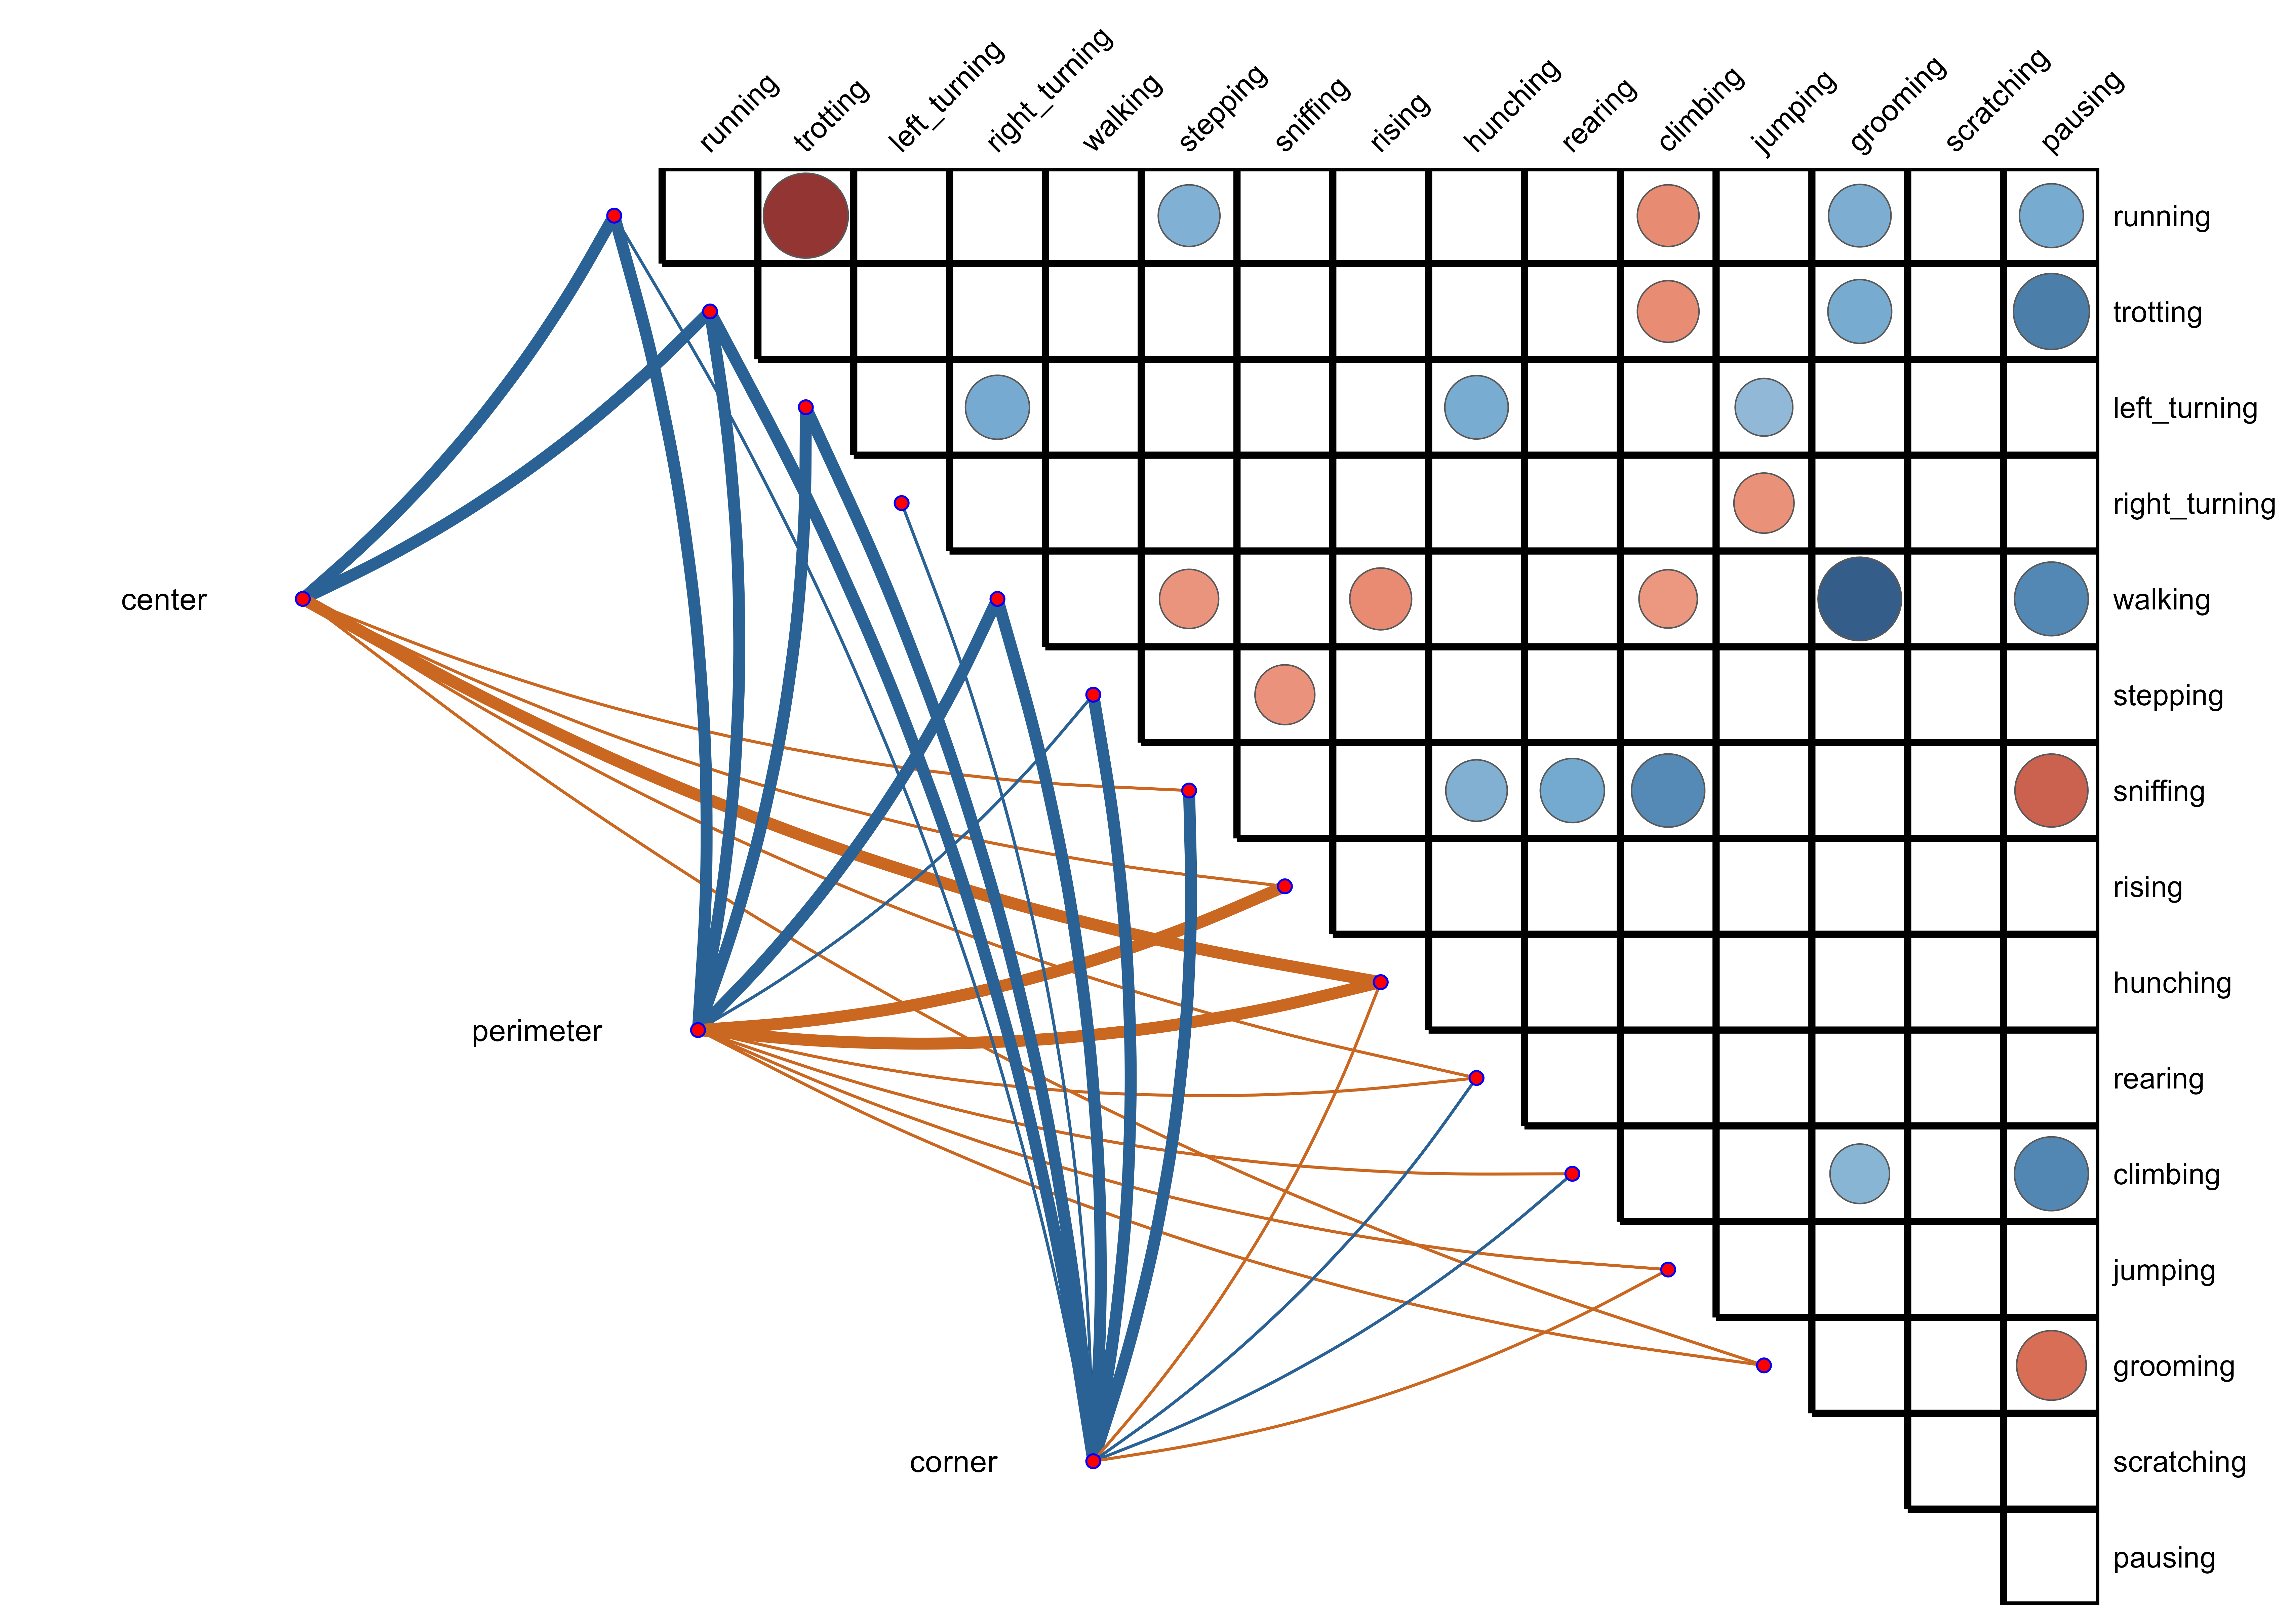 running
trotting
left_turning
right_turning
walking
stepping
sniffing
rising
hunching
rearing
climbing
jumping
grooming
scratching
pausing
running
trotting
left_turning
right_turning
center
walking
stepping
sniffing
rising
hunching
perimeter
rearing
climbing
jumping
grooming
corner
scratching
pausing